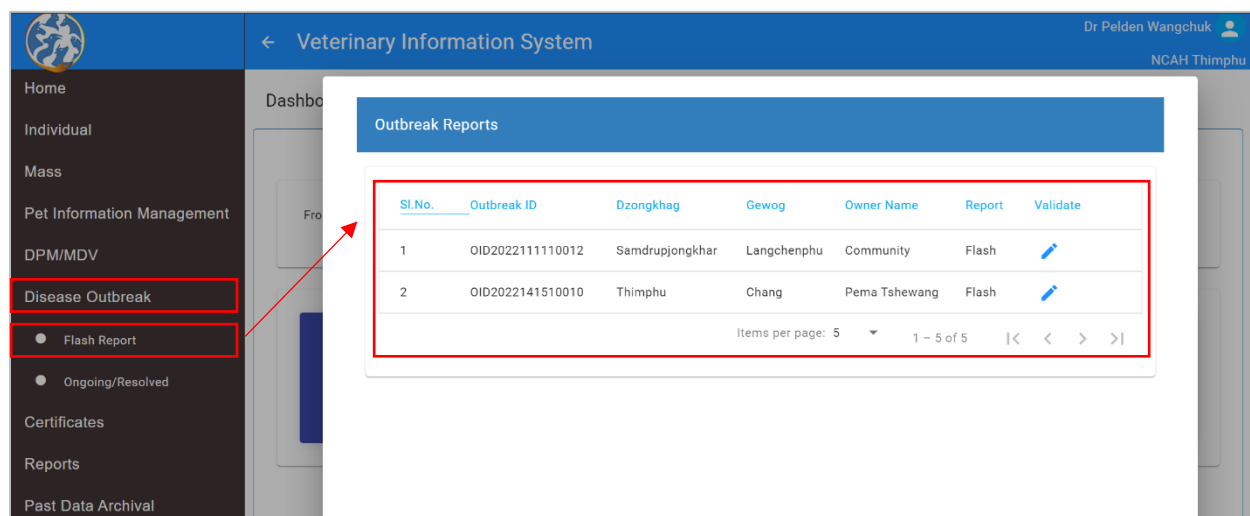 Dr Pelden Wangchuk
← Veterinary Information System
NCAH Thimphu
Home
Individual
Mass
Pet Information Management
DPM/MDV
Disease Outbreak
Flash Report
Ongoing/Resolved
Certificates
Reports
Past Data Archival
Dashbo
Fro
Outbreak Reports
Sl.No. Outbreak ID Dzongkhag Gewog Owner Name Report Validate
1 OID2022111110012 Samdrupjongkhar Langchenphu Community Flash
2 OID2022141510010 Thimphu Chang Pema Tshewang Flash
Items per page: 5 1 – 5 of 5